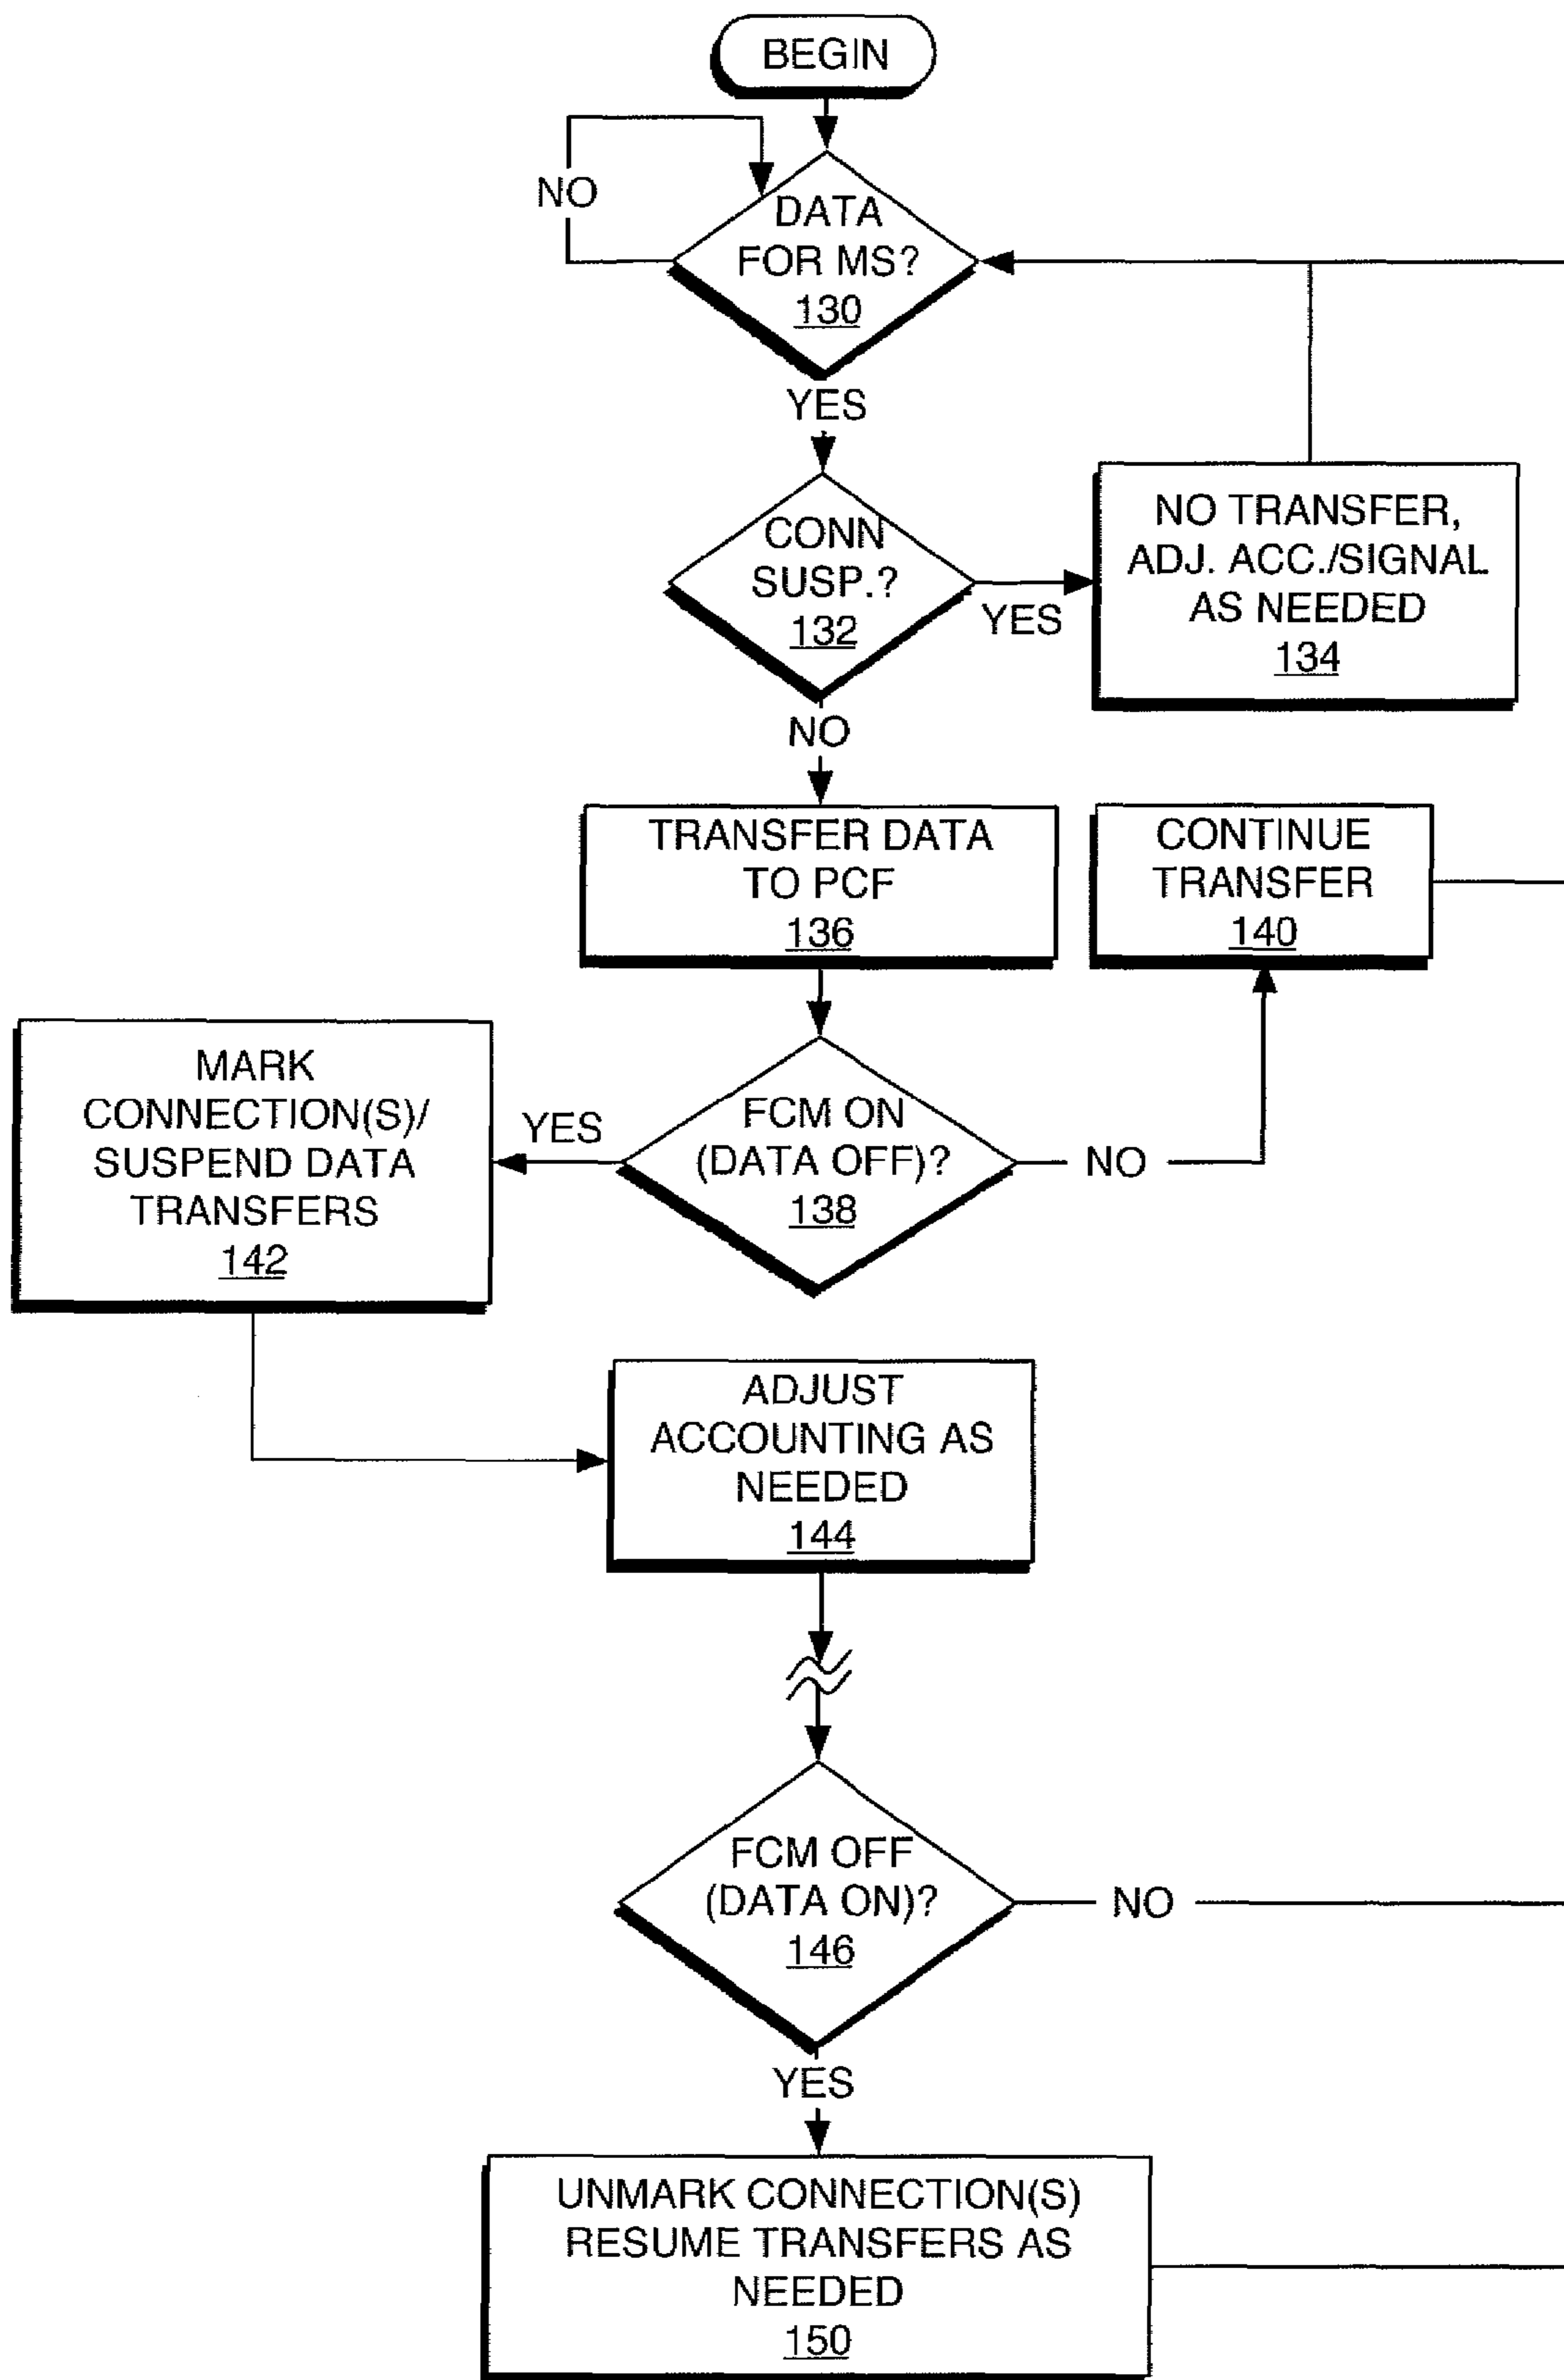 BEGIN
NO
DATA
FOR MS?
130
YES
CONN
SUSP.?
132
YES
NO TRANSFER,
ADJ. ACC./SIGNAL
AS NEEDED
134
NO
TRANSFER DATA
TO PCF
136
CONTINUE
TRANSFER
140
MARK
CONNECTION(S)/
SUSPEND DATA
TRANSFERS
142
YES
FCM ON
(DATA OFF)?
138
NO
ADJUST
ACCOUNTING AS
NEEDED
144
FCM OFF
(DATA ON)?
146
NO
YES
UNMARK CONNECTION(S)
RESUME TRANSFERS AS
NEEDED
150